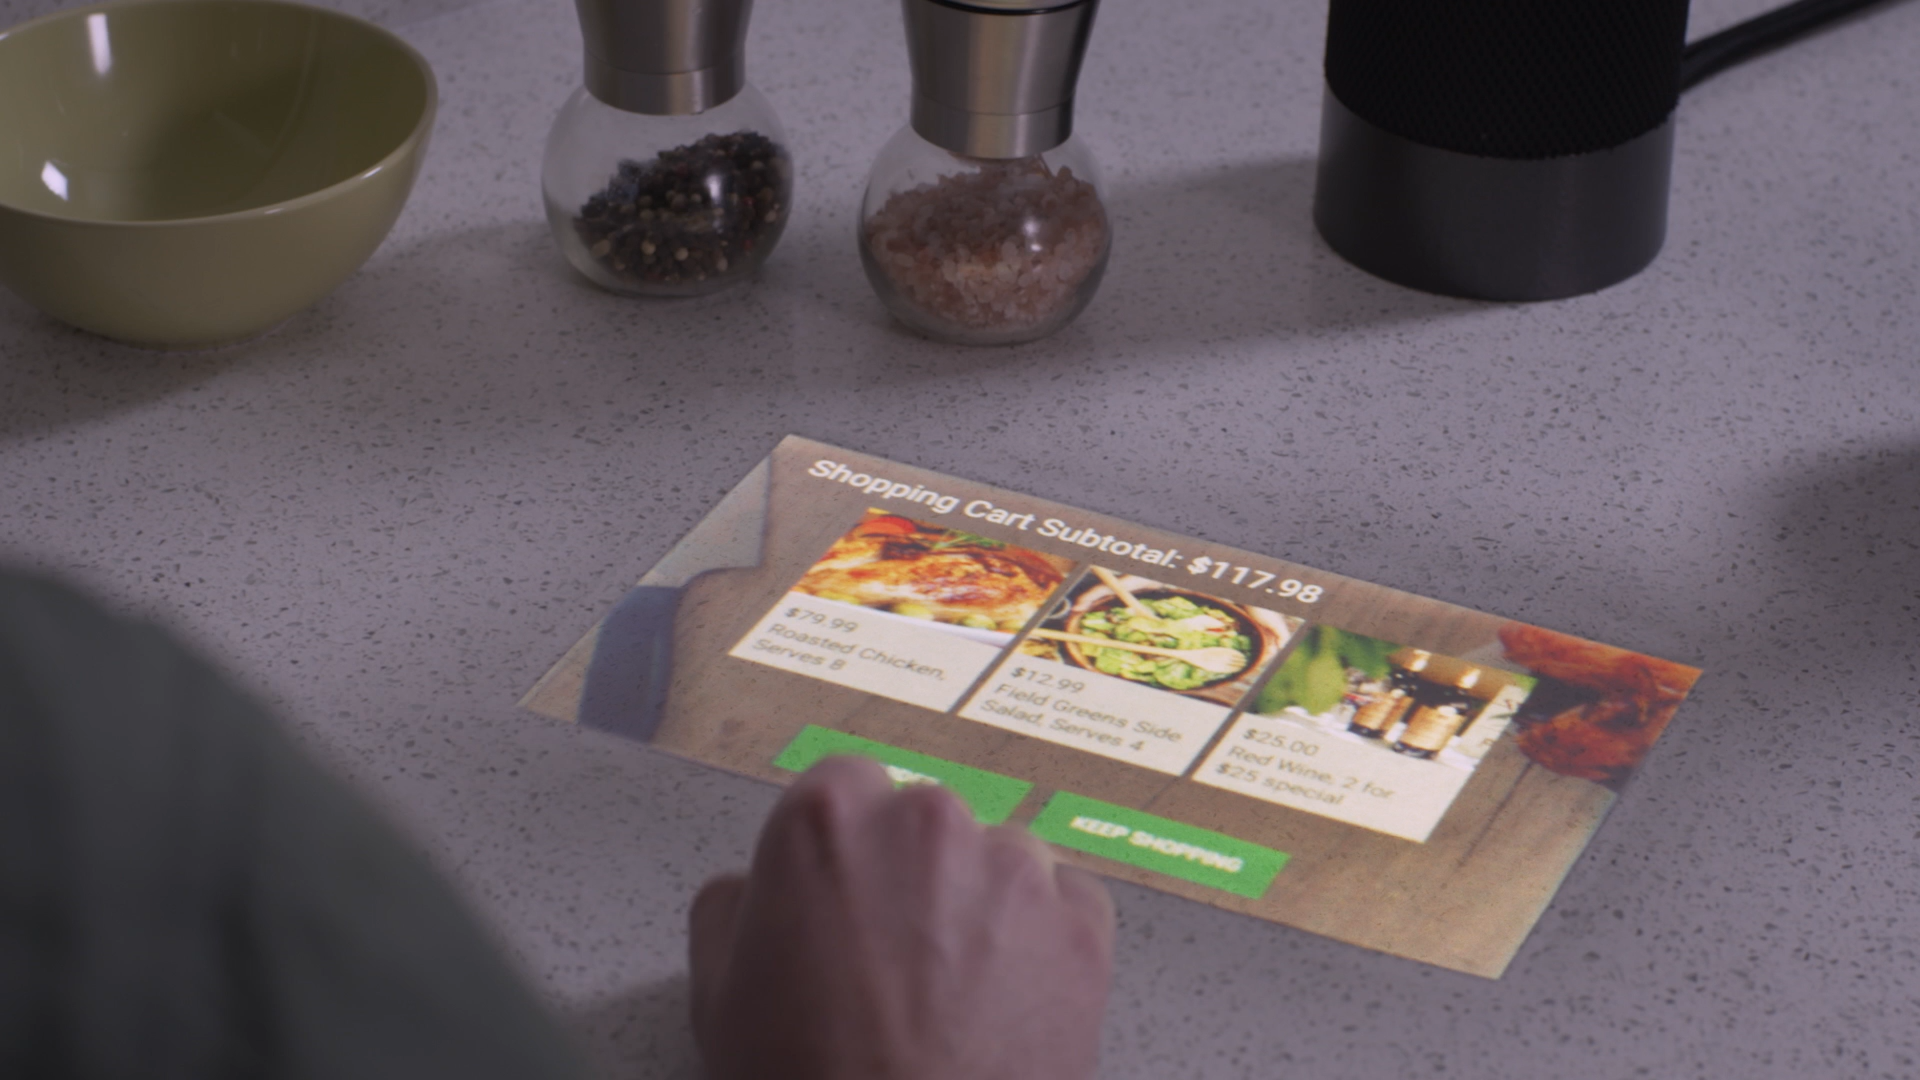 Shopping Cart Subtotal: $117.98
$79.99
Roasted Chicken,
Serves 8
$12.99
Field Greens Side
Salad, Serves 4
$25.00
Red Wine, 2 for
$25 special
KEEP SHOPPING